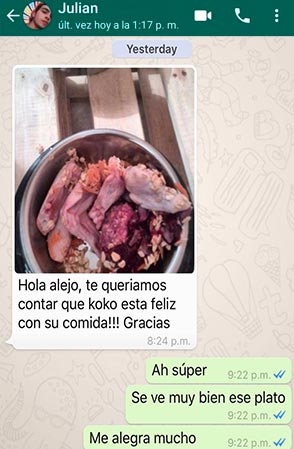 Julian
últ. vez hoy a la 1:17 p. m.
Yesterday
Hola alejo, te queriamos
contar que koko esta feliz
con su comida!!! Gracias
8:24 p.m.
Ah súper
9:22 p.m.
Se ve muy bien ese plato
9:22 p.m.
Me alegra mucho
9:22 p.m.